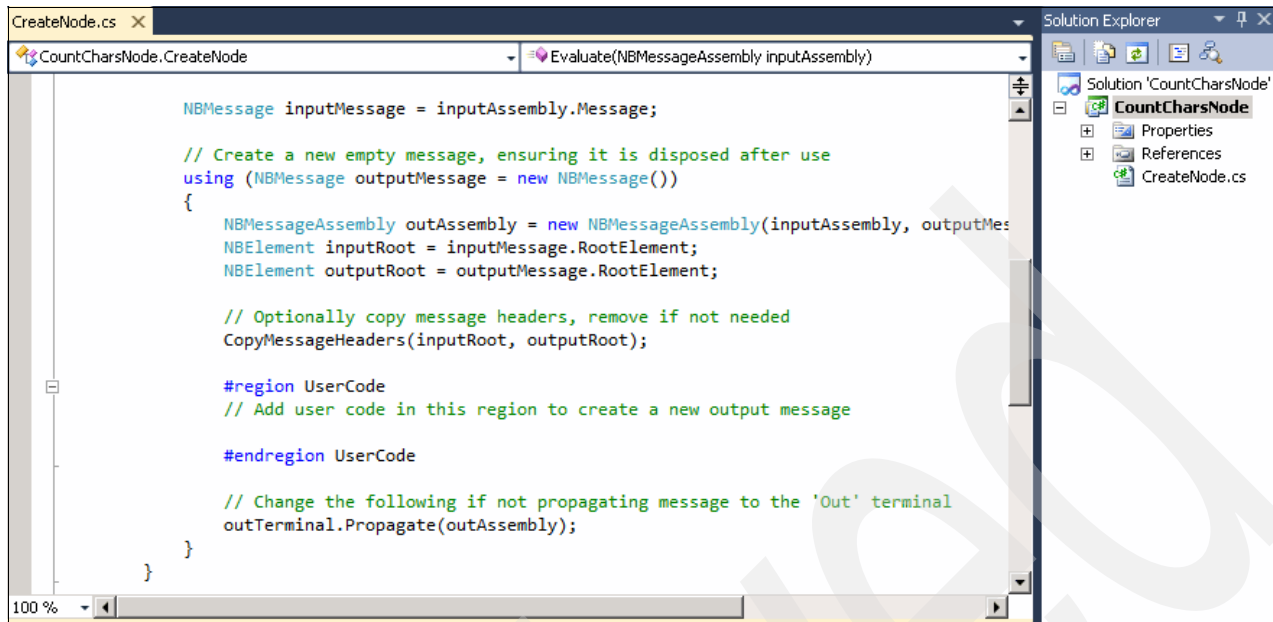 CreateNode.cs
CountCharsNode.CreateNode
Evaluate(NBMessageAssembly inputAssembly)
NBMessage inputMessage = inputAssembly.Message;
// Create a new empty message, ensuring it is disposed after use
using (NBMessage outputMessage = new NBMessage())
{
NBMessageAssembly outAssembly = new NBMessageAssembly(inputAssembly, outputMes
NBElement inputRoot = inputMessage.RootElement;
NBElement outputRoot = outputMessage.RootElement;
// Optionally copy message headers, remove if not needed
CopyMessageHeaders(inputRoot, outputRoot);
#region UserCode
// Add user code in this region to create a new output message
#endregion UserCode
// Change the following if not propagating message to the 'Out' terminal
outTerminal.Propagate(outAssembly);
}
}
100 %
Solution Explorer
Solution 'CountCharsNode'
CountCharsNode
Properties
References
CreateNode.cs